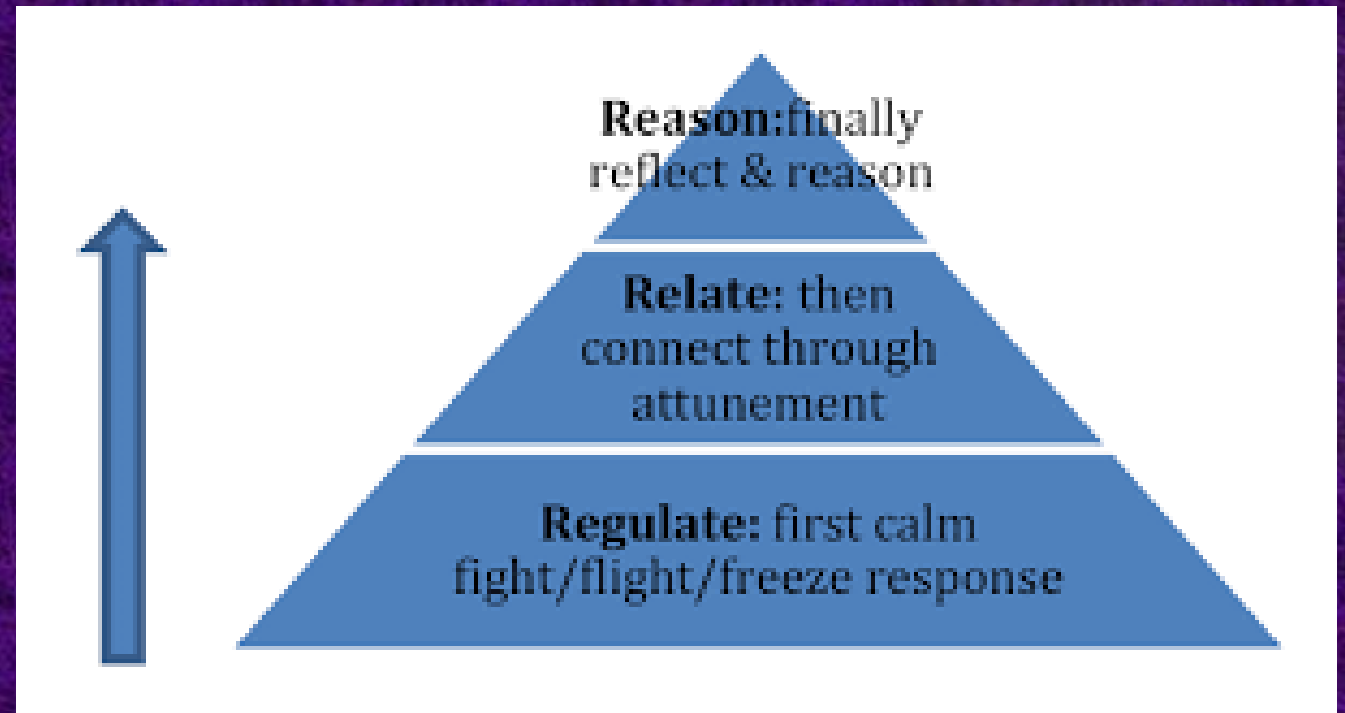 Reason:finally
reflect & reason
Relate: then
connect through
attunement
Regulate: first calm
fight/flight/freeze response